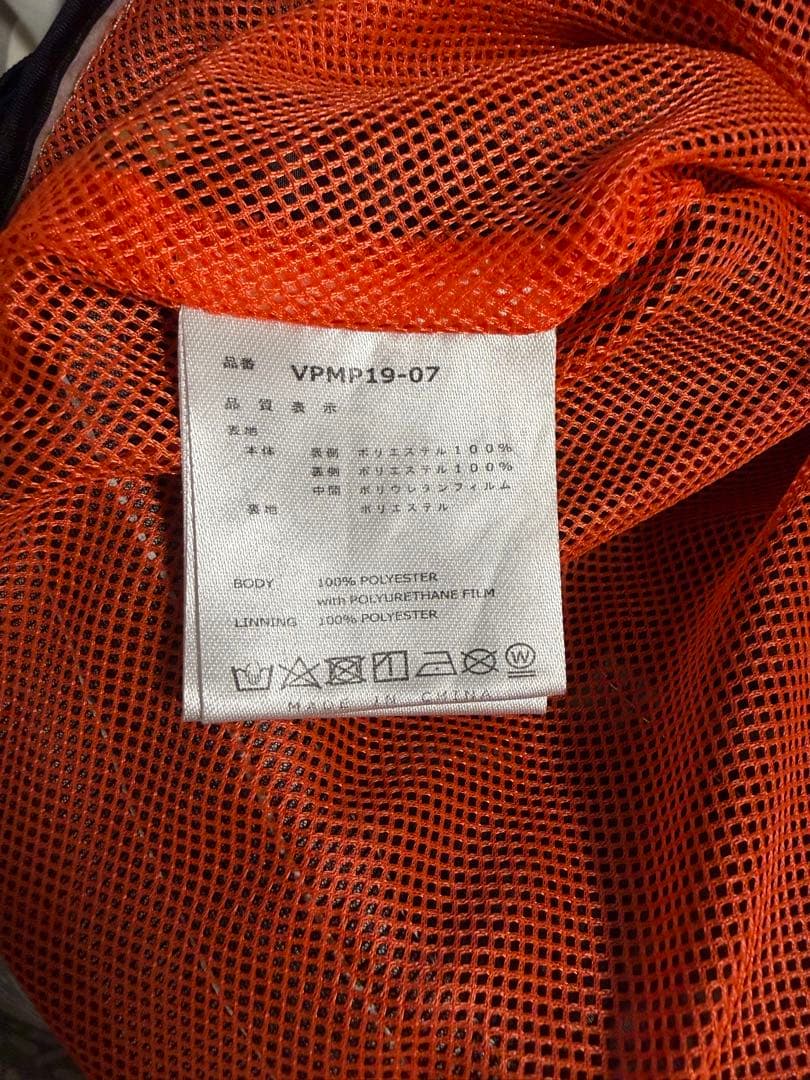 品番 VPMP19-07
品質表示
表地
本体 表側 ポリエステル100%
裏側 ポリエステル100%
中間 ポリウレタンフィルム
裏地 ポリエステル
BODY 100% POLYESTER
with POLYURETHANE FILM
LINNING 100% POLYESTER
W
MADE IN CHINA